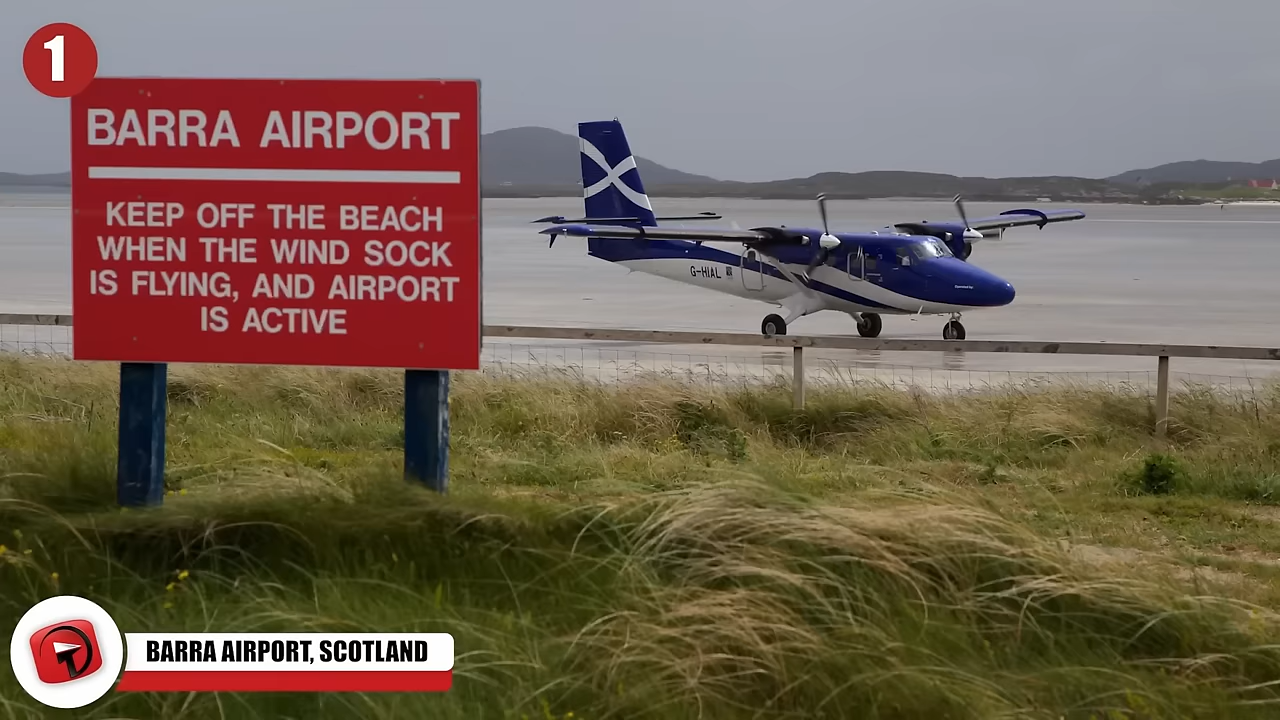 1
BARRA AIRPORT
KEEP OFF THE BEACH
WHEN THE WIND SOCK
IS FLYING, AND AIRPORT
IS ACTIVE
G-HIAL
BARRA AIRPORT, SCOTLAND